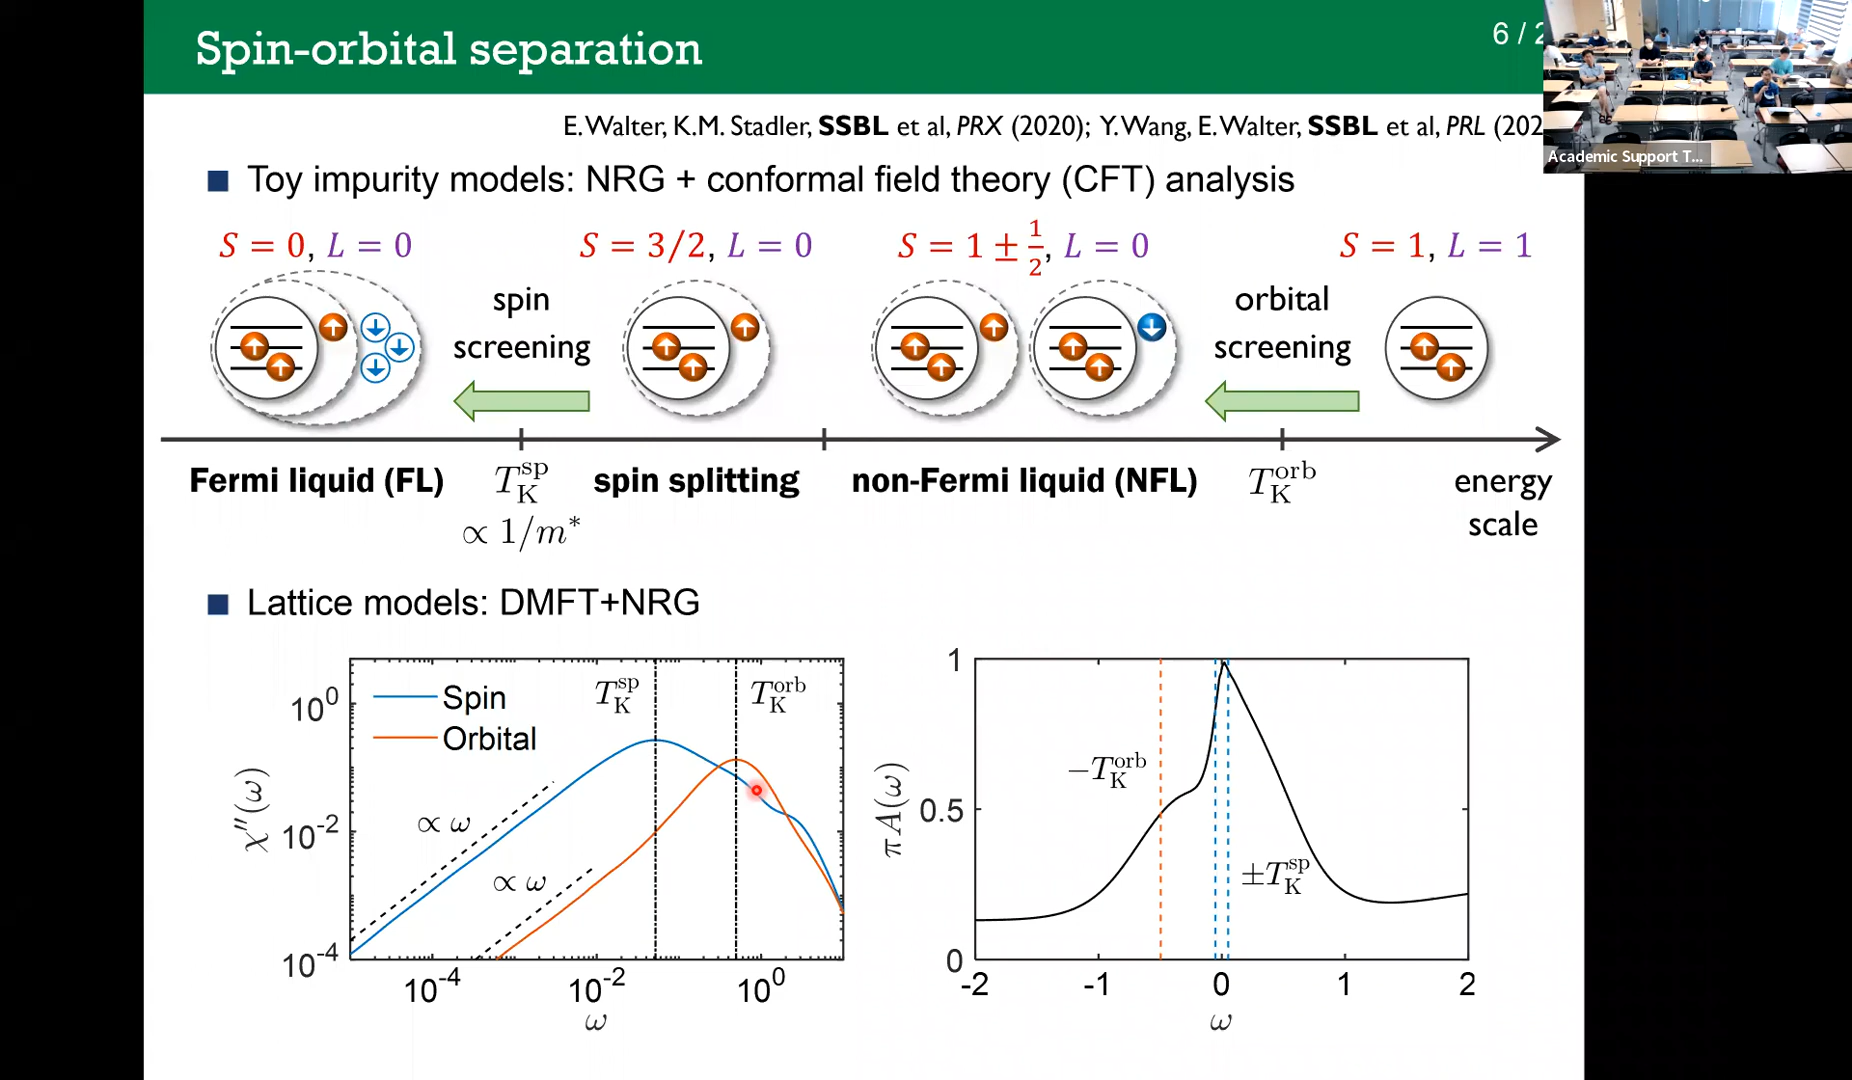 Spin-orbital separation
6 / 2
E. Walter, K.M. Stadler, SSBL et al, PRX (2020); Y. Wang, E. Walter, SSBL et al, PRL (202
Academic Support T...
Toy impurity models: NRG + conformal field theory (CFT) analysis
S = 0, L = 0
S = 3/2, L = 0
S = 1 ± 1/2, L = 0
S = 1, L = 1
spin
screening
orbital
screening
Fermi liquid (FL)
T_K^sp
∝ 1/m*
spin splitting
non-Fermi liquid (NFL)
T_K^orb
energy
scale
Lattice models: DMFT+NRG
Spin
Orbital
T_K^sp
T_K^orb
∝ ω
∝ ω
χ''(ω)
10^0
10^-2
10^-4
10^-4
10^-2
10^0
ω
πA(ω)
1
0.5
0
−T_K^orb
±T_K^sp
-2
-1
0
1
2
ω